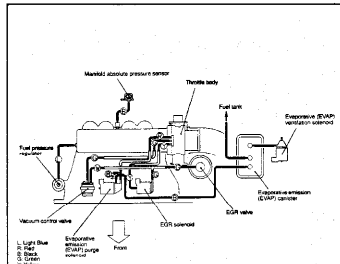 Manifold absolute pressure sensor
Throttle body
Fuel tank
Evaporative (EVAP)
ventilation solenoid
Fuel pressure
regulator
Evaporative emission
(EVAP) canister
EGR valve
Vacuum control valve
EGR solenoid
Evaporative
emission
(EVAP) purge
solenoid
Front
L: Light Blue
R: Red
B: Black
G: Green